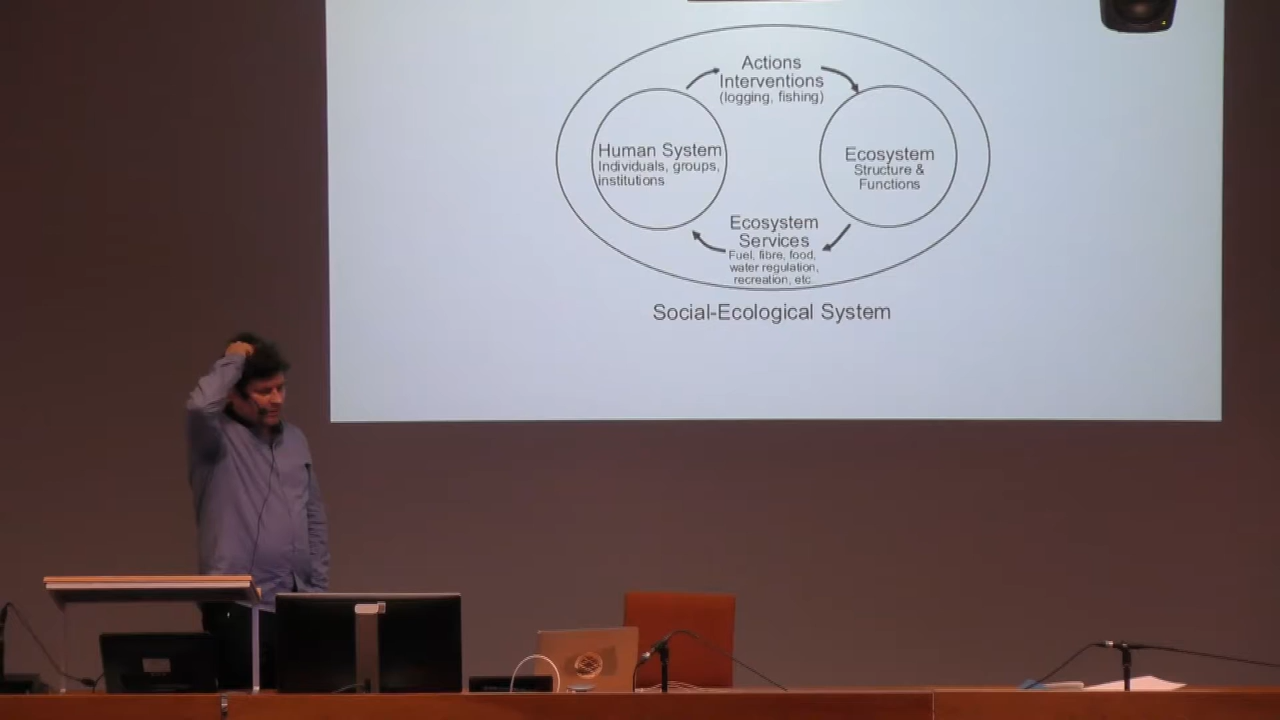 Actions
Interventions
(logging, fishing)
Human System
Individuals, groups,
institutions
Ecosystem
Structure &
Functions
Ecosystem
Services
Fuel, fibre, food,
water regulation,
recreation, etc.
Social-Ecological System